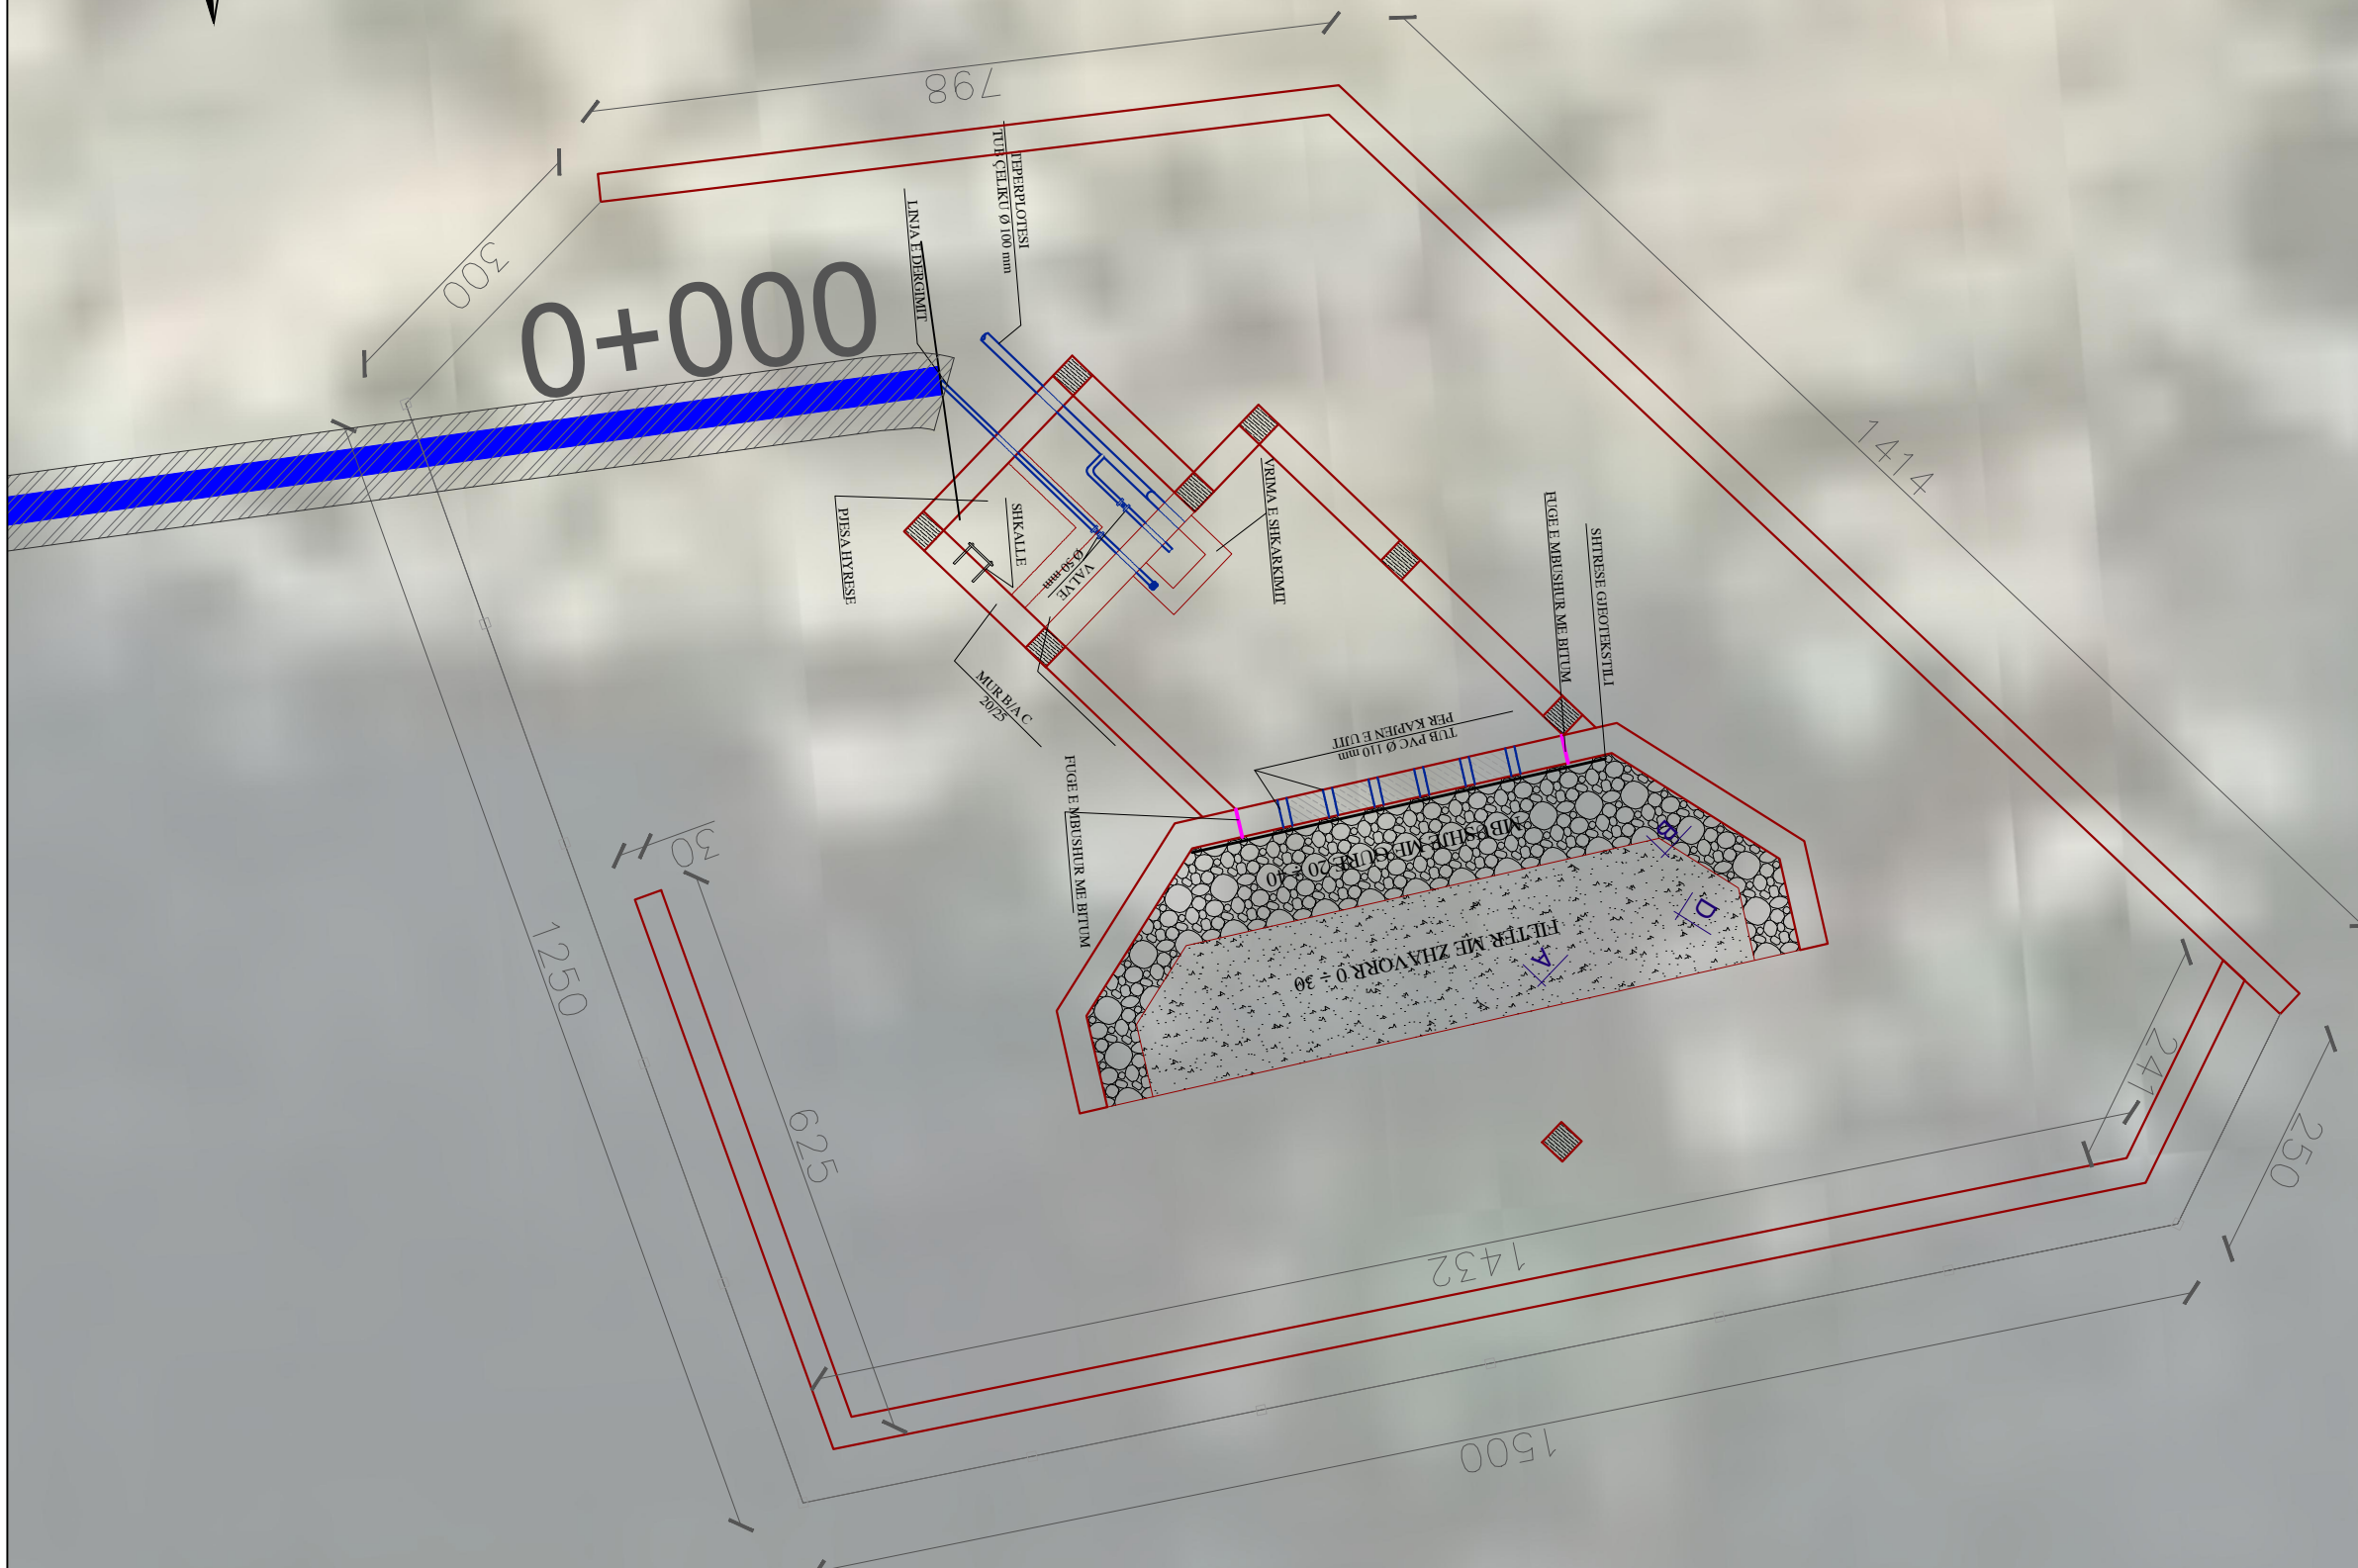 798
TEPERPLOTESI
TUB ÇELIKU Ø 100 mm
LINJA E DERGIMIT
300
0+000
1414
PJESA HYRESE
SHKALLE
VALVE
Ø 50 mm
VRIMA E SHKARKIMIT
FUGE E MBUSHUR ME BITUM
SHTRESE GJEOTEKSTILI
MUR B/A C
20/25
TUB PVC Ø 110 mm
PER KAPJEN E UJIT
FUGE E MBUSHUR ME BITUM
MBUSHJE ME GURE 20 ÷ 40
B
D
FILTER ME ZHAVORR 0 ÷ 30
A
30
1250
625
241
250
1432
1500